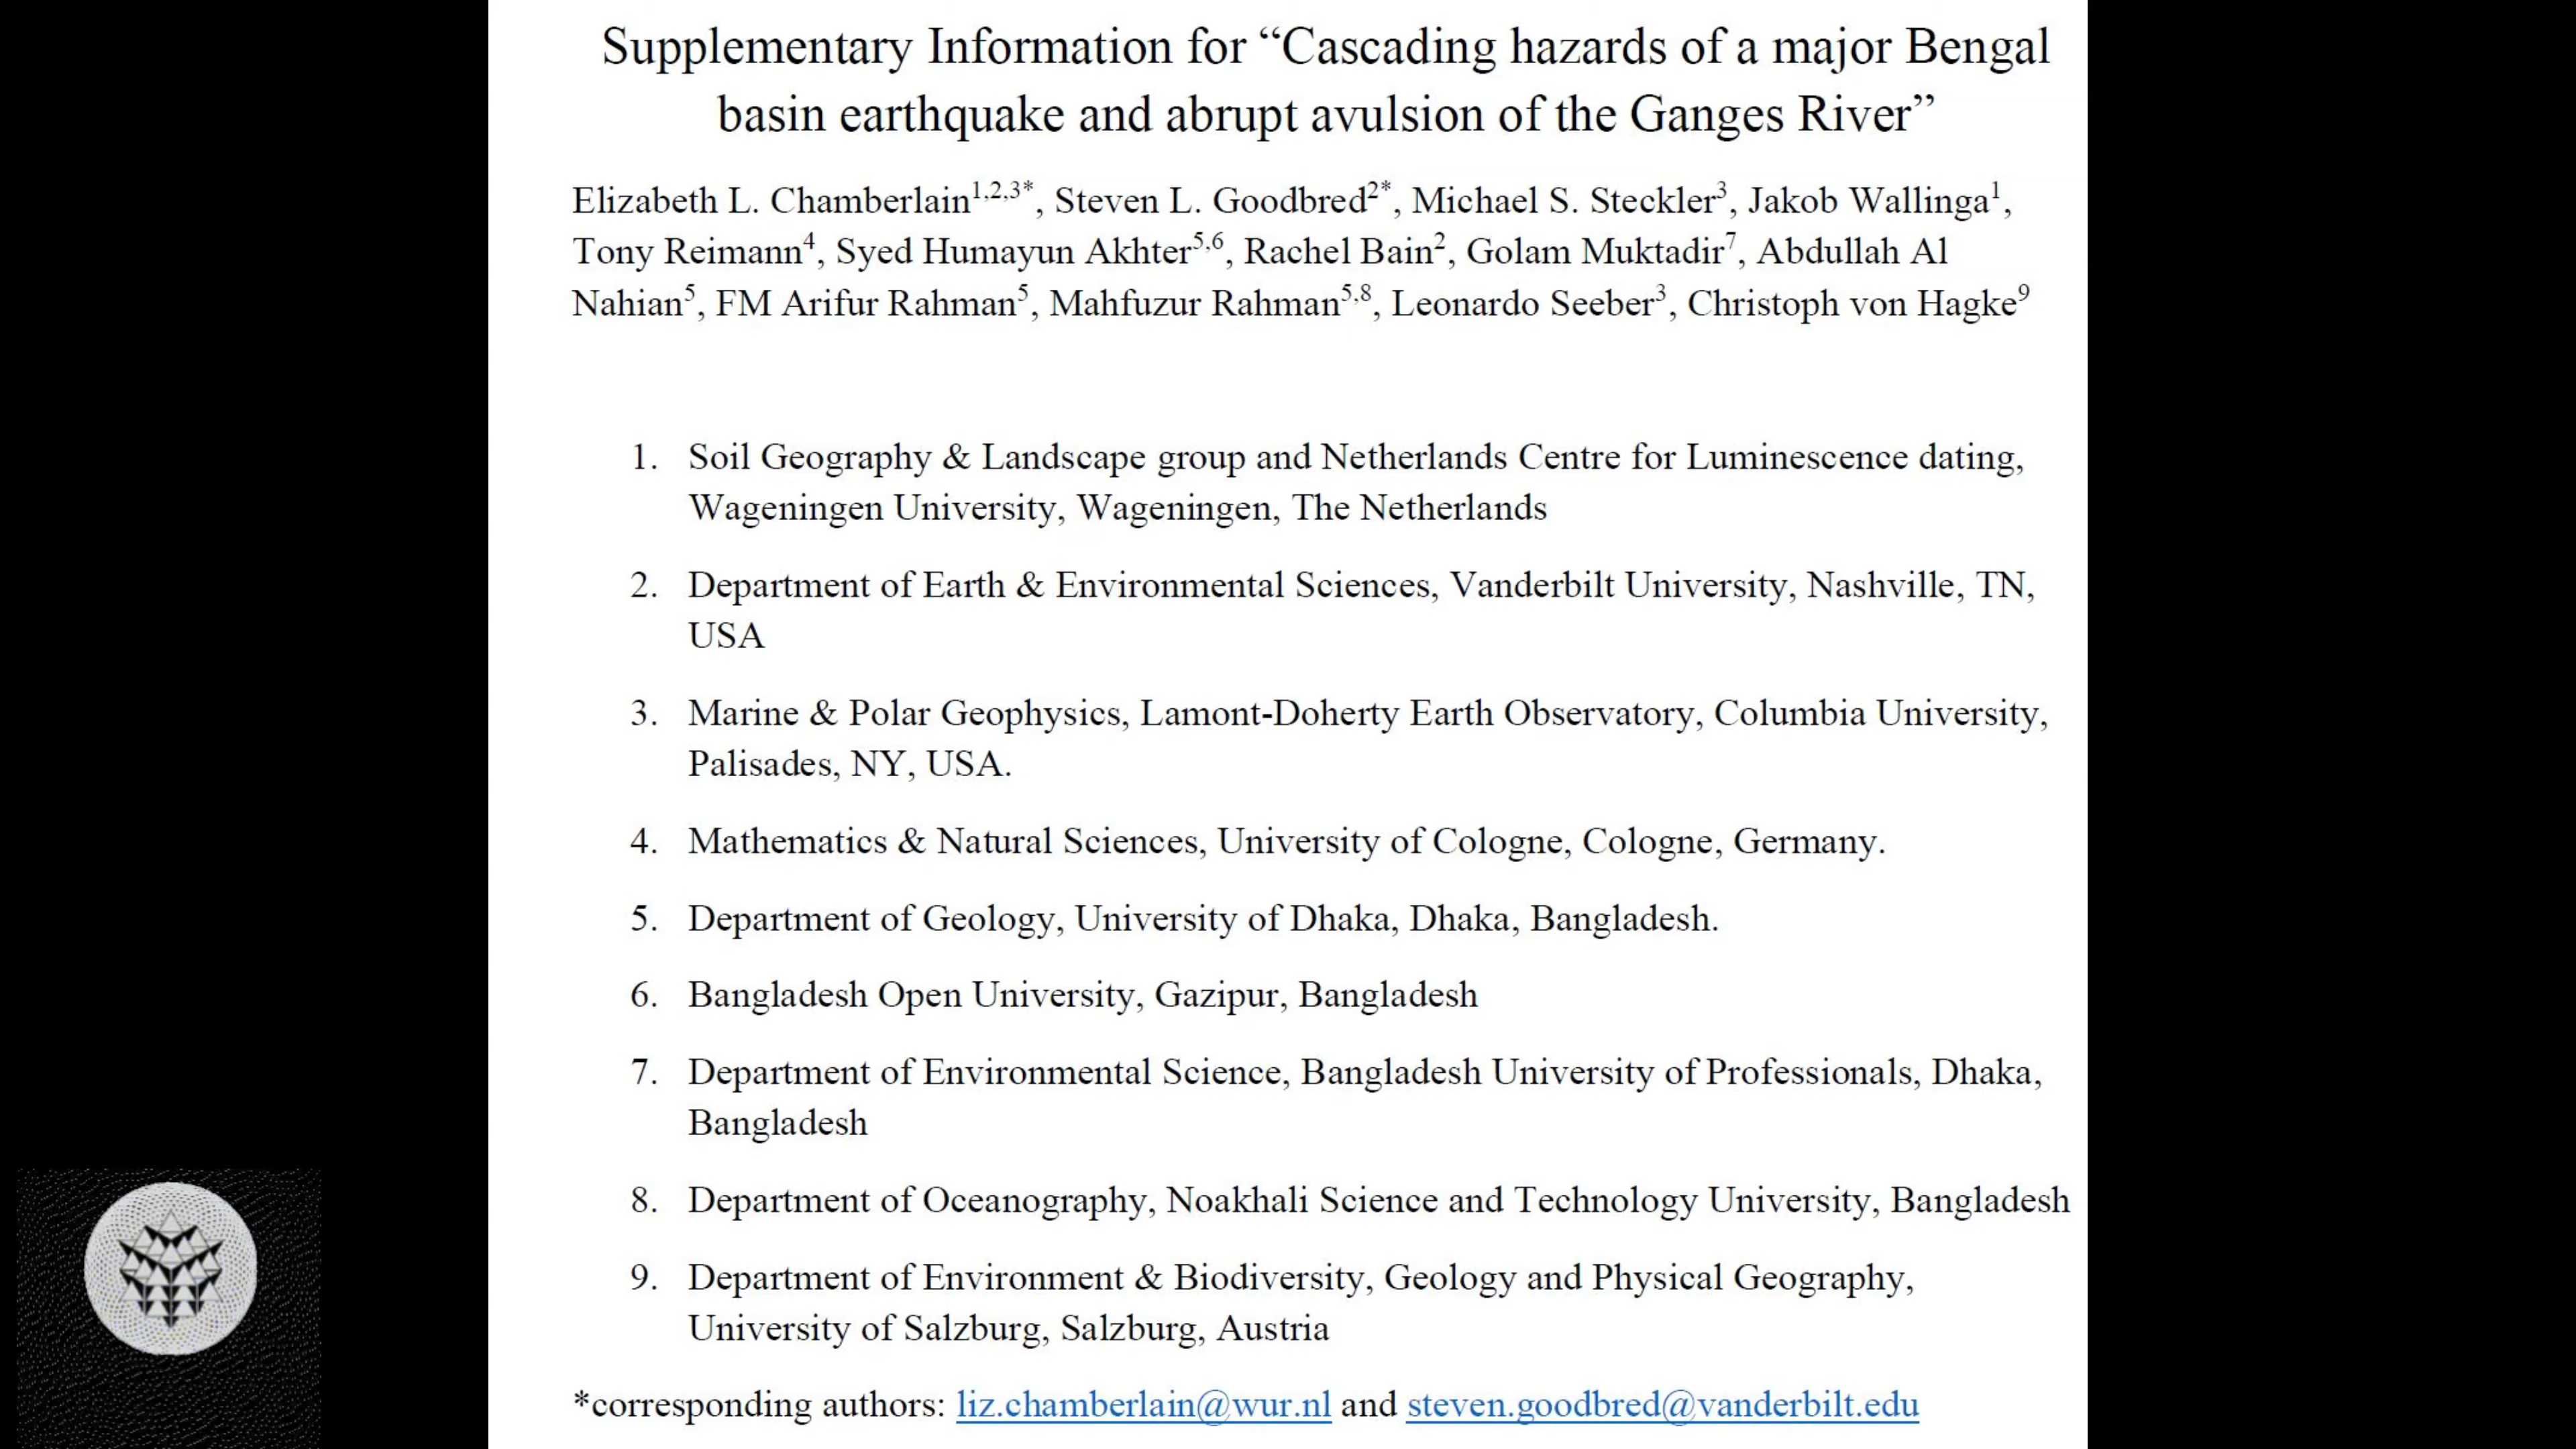 Supplementary Information for “Cascading hazards of a major Bengal
basin earthquake and abrupt avulsion of the Ganges River”
Elizabeth L. Chamberlain1,2,3*, Steven L. Goodbred2*, Michael S. Steckler3, Jakob Wallinga1,
Tony Reimann4, Syed Humayun Akhter5,6, Rachel Bain2, Golam Muktadir7, Abdullah Al
Nahian5, FM Arifur Rahman5, Mahfuzur Rahman5,8, Leonardo Seeber3, Christoph von Hagke9
1. Soil Geography & Landscape group and Netherlands Centre for Luminescence dating,
Wageningen University, Wageningen, The Netherlands
2. Department of Earth & Environmental Sciences, Vanderbilt University, Nashville, TN,
USA
3. Marine & Polar Geophysics, Lamont-Doherty Earth Observatory, Columbia University,
Palisades, NY, USA.
4. Mathematics & Natural Sciences, University of Cologne, Cologne, Germany.
5. Department of Geology, University of Dhaka, Dhaka, Bangladesh.
6. Bangladesh Open University, Gazipur, Bangladesh
7. Department of Environmental Science, Bangladesh University of Professionals, Dhaka,
Bangladesh
8. Department of Oceanography, Noakhali Science and Technology University, Bangladesh
9. Department of Environment & Biodiversity, Geology and Physical Geography,
University of Salzburg, Salzburg, Austria
*corresponding authors: liz.chamberlain@wur.nl and steven.goodbred@vanderbilt.edu